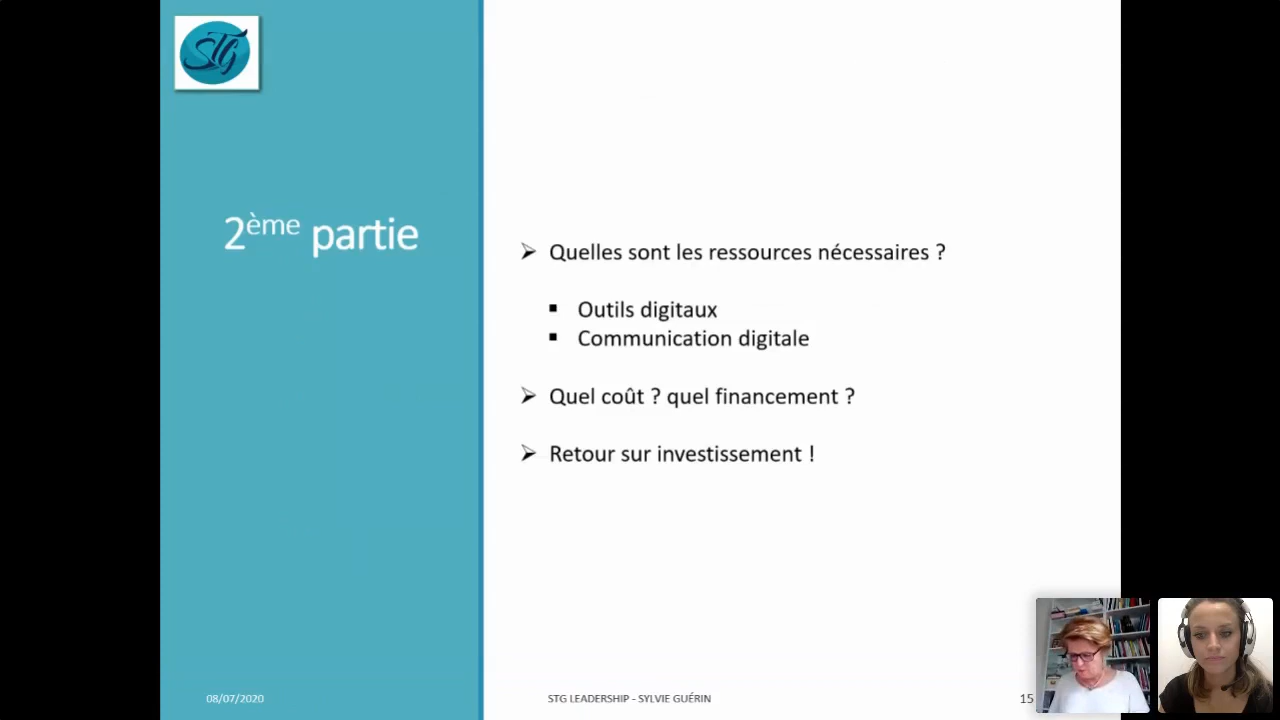 STG
2ème partie
➢ Quelles sont les ressources nécessaires ?
▪ Outils digitaux
▪ Communication digitale
➢ Quel coût ? quel financement ?
➢ Retour sur investissement !
08/07/2020
STG LEADERSHIP - SYLVIE GUÉRIN
15